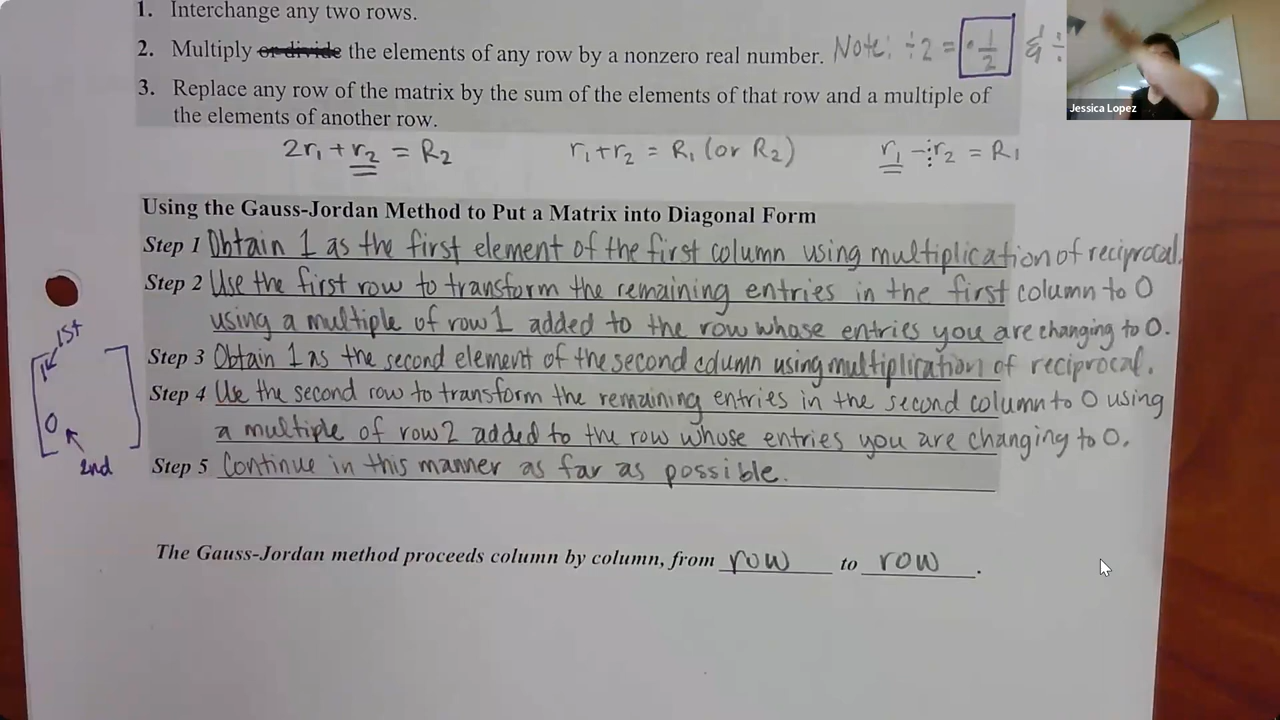 1. Interchange any two rows.
2. Multiply or divide the elements of any row by a nonzero real number. Note: ÷2 = · 1/2 & ÷
Jessica Lopez
3. Replace any row of the matrix by the sum of the elements of that row and a multiple of
the elements of another row.
2r₁ + r₂ = R₂ r₁ + r₂ = R₁ (or R₂) r₁ - r₂ = R₁
Using the Gauss-Jordan Method to Put a Matrix into Diagonal Form
Step 1 Obtain 1 as the first element of the first column using multiplication of reciprocal.
Step 2 Use the first row to transform the remaining entries in the first column to 0
using a multiple of row 1 added to the row whose entries you are changing to 0.
1st
Step 3 Obtain 1 as the second element of the second column using multiplication of reciprocal.
1
Step 4 Use the second row to transform the remaining entries in the second column to 0 using
0
a multiple of row 2 added to the row whose entries you are changing to 0.
2nd
Step 5 Continue in this manner as far as possible.
The Gauss-Jordan method proceeds column by column, from row to row.